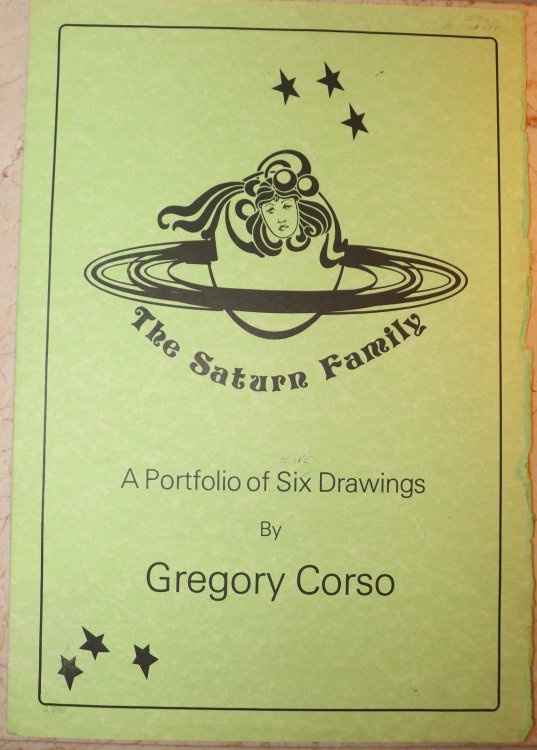 The Saturn Family
A Portfolio of Six Drawings
By
Gregory Corso